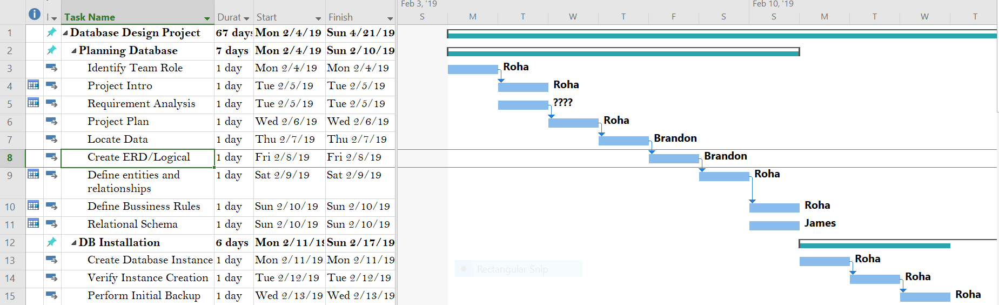 Feb 3, '19 Feb 10, '19
Task Name Durat Start Finish S M T W T F S S M T W T
1 Database Design Project 67 days Mon 2/4/19 Sun 4/21/19
2 Planning Database 7 days Mon 2/4/19 Sun 2/10/19
3 Identify Team Role 1 day Mon 2/4/19 Mon 2/4/19 Roha
4 Project Intro 1 day Tue 2/5/19 Tue 2/5/19 Roha
5 Requirement Analysis 1 day Tue 2/5/19 Tue 2/5/19 ????
6 Project Plan 1 day Wed 2/6/19 Wed 2/6/19 Roha
7 Locate Data 1 day Thu 2/7/19 Thu 2/7/19 Brandon
8 Create ERD/Logical 1 day Fri 2/8/19 Fri 2/8/19 Brandon
9 Define entities and 1 day Sat 2/9/19 Sat 2/9/19 Roha
relationships
10 Define Bussiness Rules 1 day Sun 2/10/19 Sun 2/10/19 Roha
11 Relational Schema 1 day Sun 2/10/19 Sun 2/10/19 James
12 DB Installation 6 days Mon 2/11/19 Sun 2/17/19
13 Create Database Instance 1 day Mon 2/11/19 Mon 2/11/19 Roha
Rectangular Snip
14 Verify Instance Creation 1 day Tue 2/12/19 Tue 2/12/19 Roha
15 Perform Initial Backup 1 day Wed 2/13/19 Wed 2/13/19 Roha